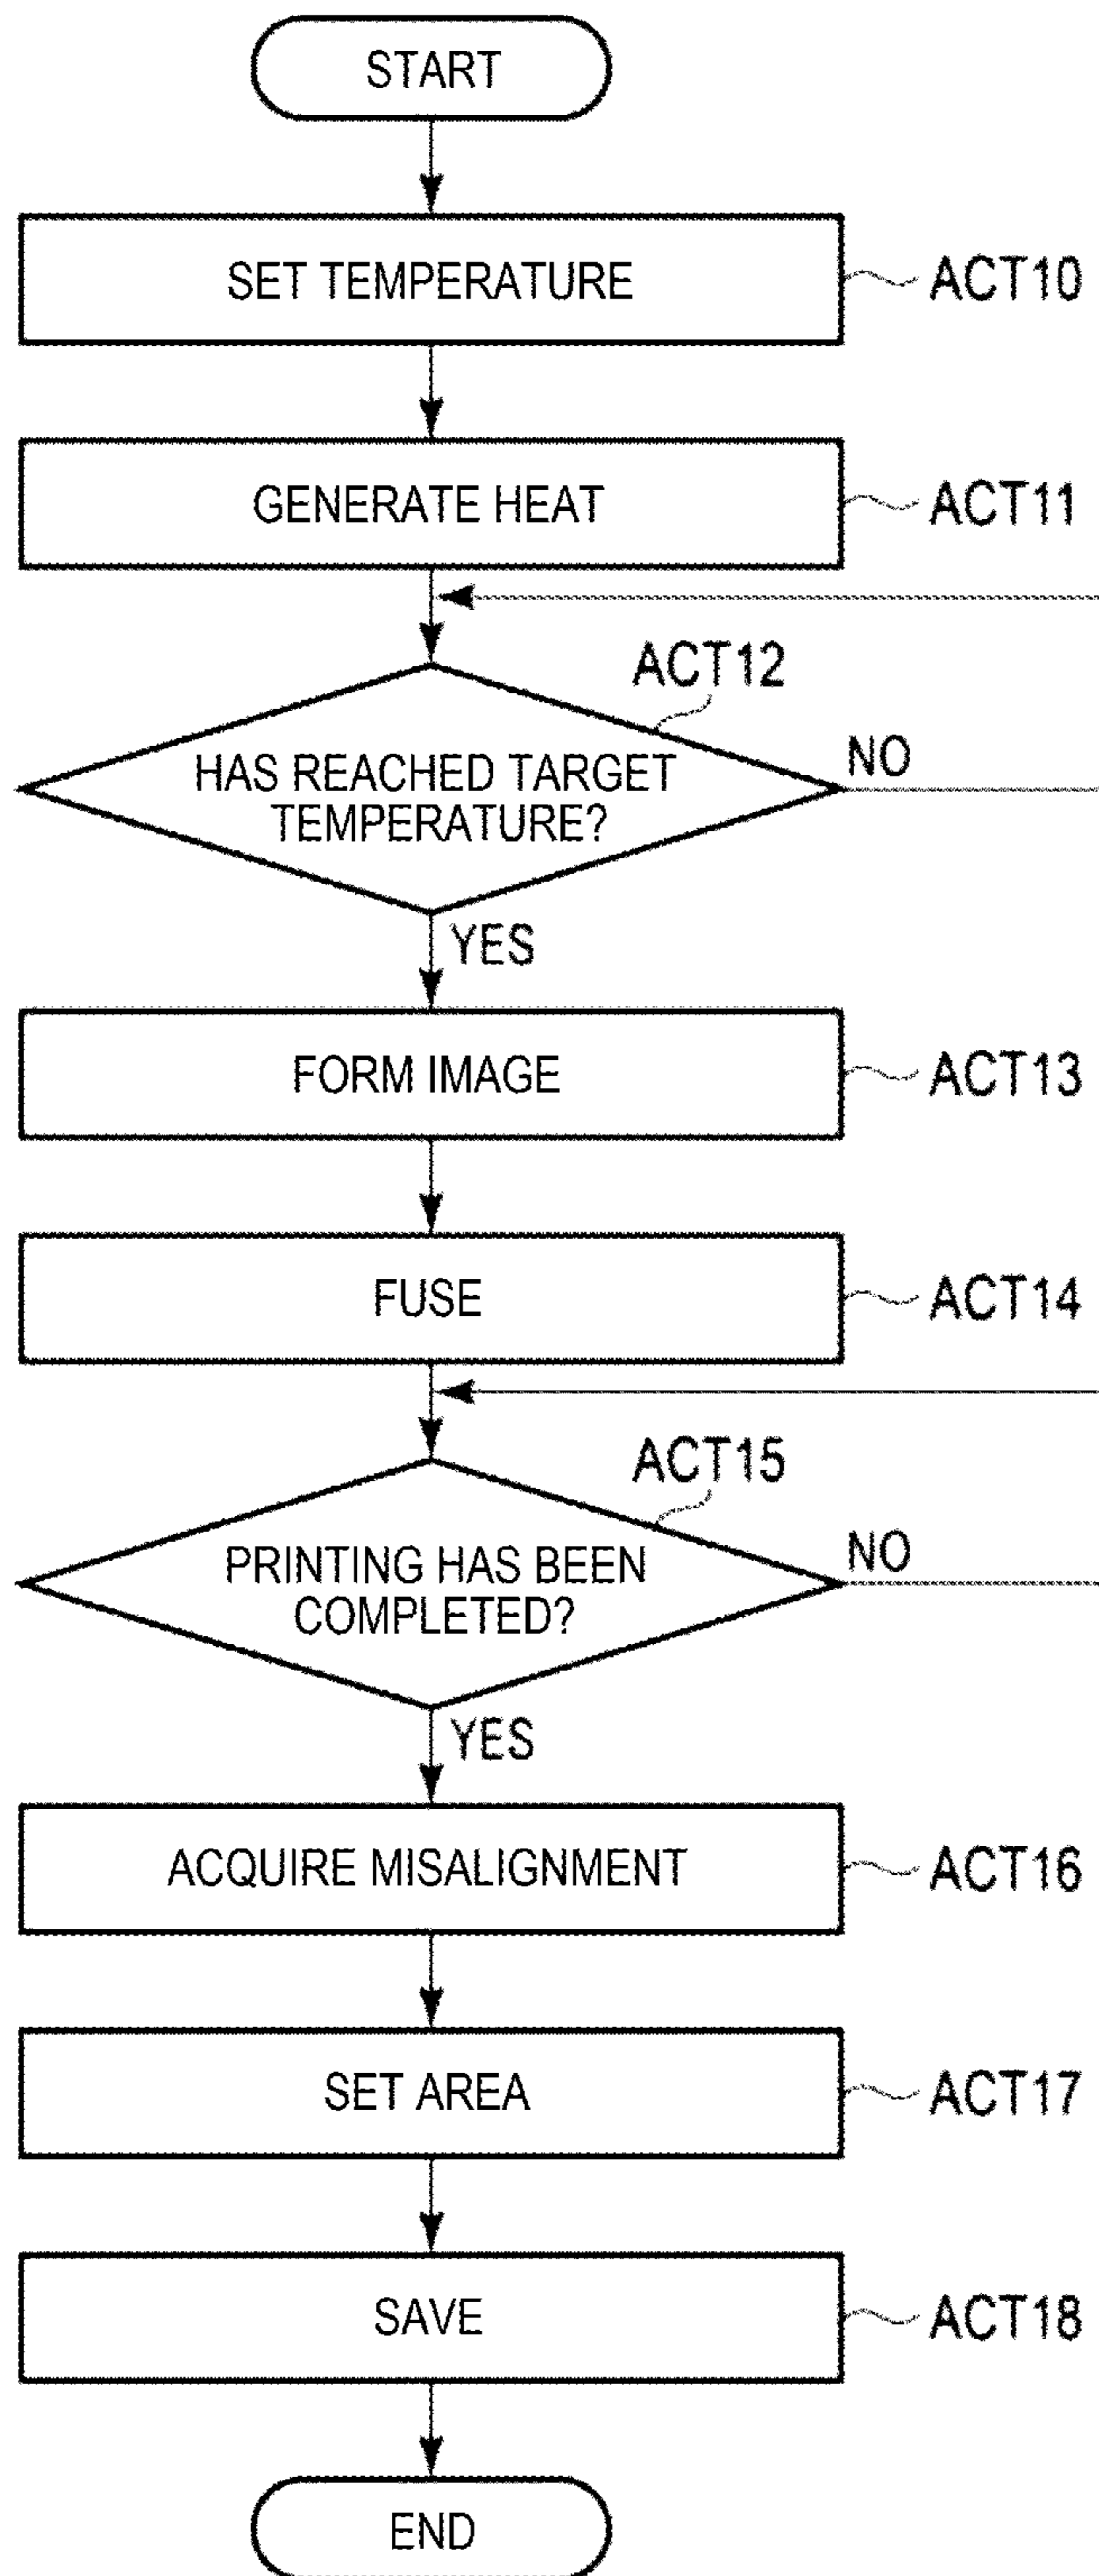 START
SET TEMPERATURE
ACT10
GENERATE HEAT
ACT11
ACT12
HAS REACHED TARGET
TEMPERATURE?
NO
YES
FORM IMAGE
ACT13
FUSE
ACT14
ACT15
PRINTING HAS BEEN
COMPLETED?
NO
YES
ACQUIRE MISALIGNMENT
ACT16
SET AREA
ACT17
SAVE
ACT18
END